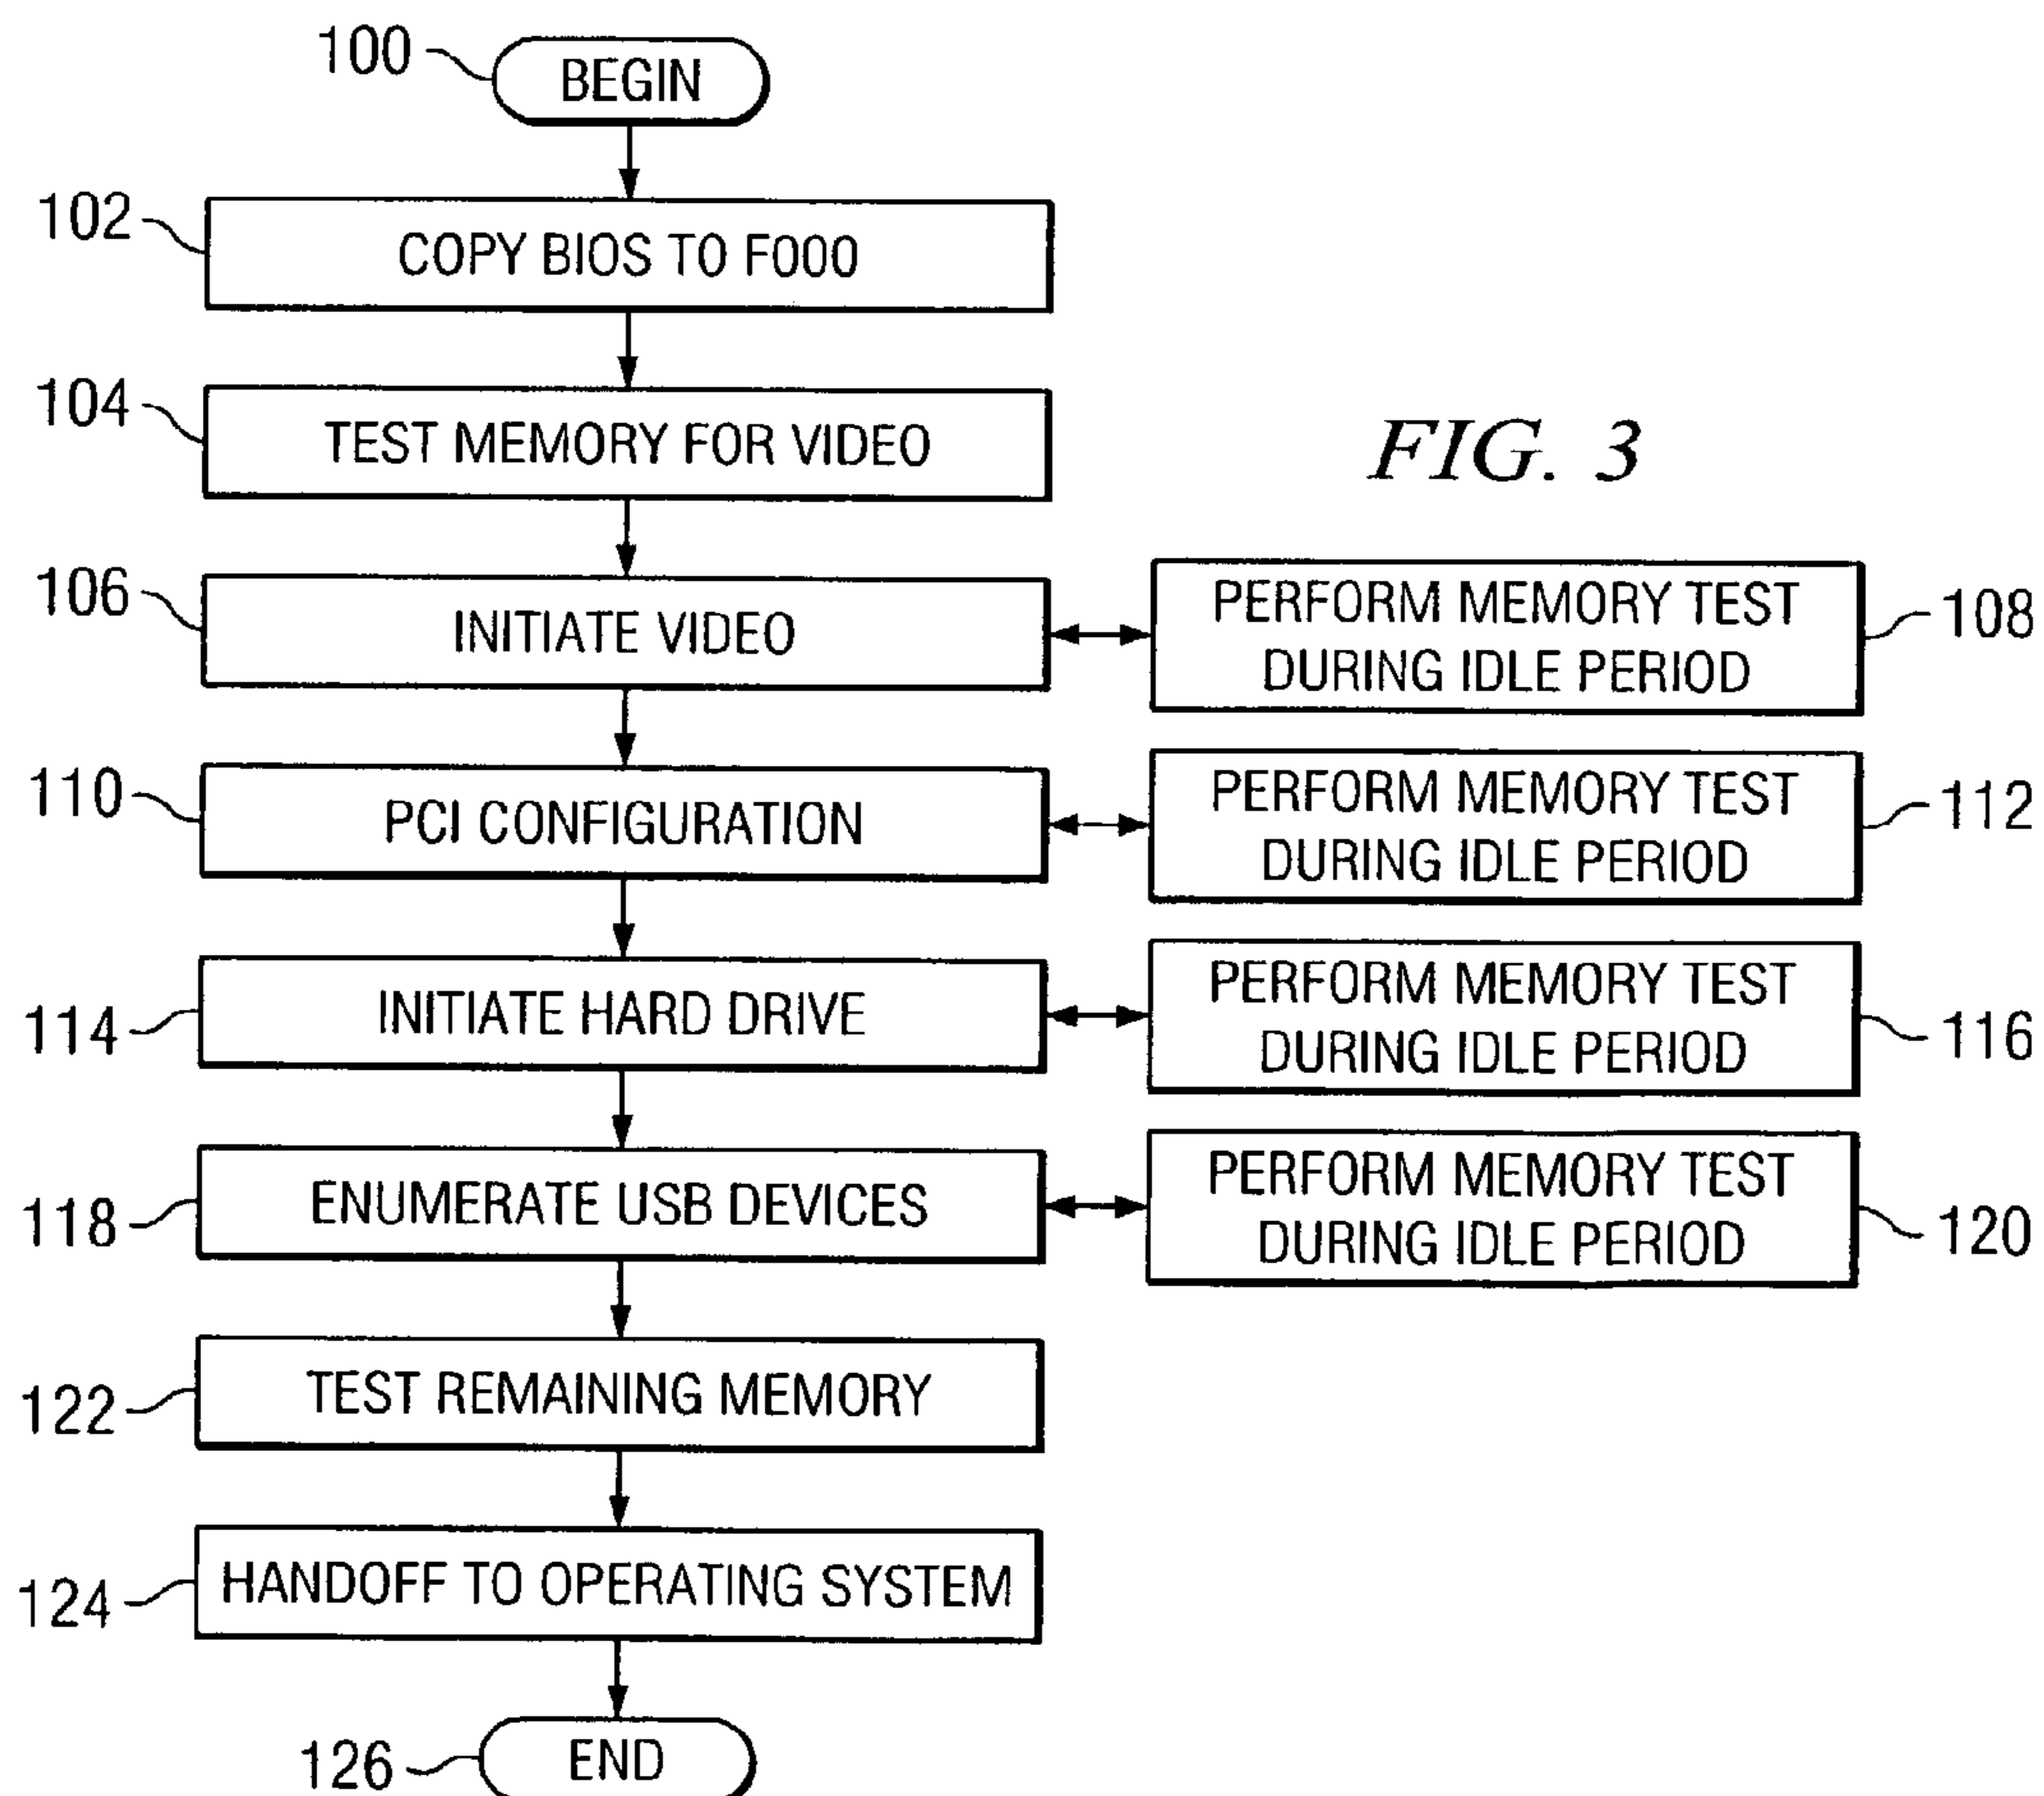 100
BEGIN
102
COPY BIOS TO F000
104
TEST MEMORY FOR VIDEO
FIG. 3
106
INITIATE VIDEO
PERFORM MEMORY TEST
DURING IDLE PERIOD
108
110
PCI CONFIGURATION
PERFORM MEMORY TEST
DURING IDLE PERIOD
112
114
INITIATE HARD DRIVE
PERFORM MEMORY TEST
DURING IDLE PERIOD
116
118
ENUMERATE USB DEVICES
PERFORM MEMORY TEST
DURING IDLE PERIOD
120
122
TEST REMAINING MEMORY
124
HANDOFF TO OPERATING SYSTEM
126
END